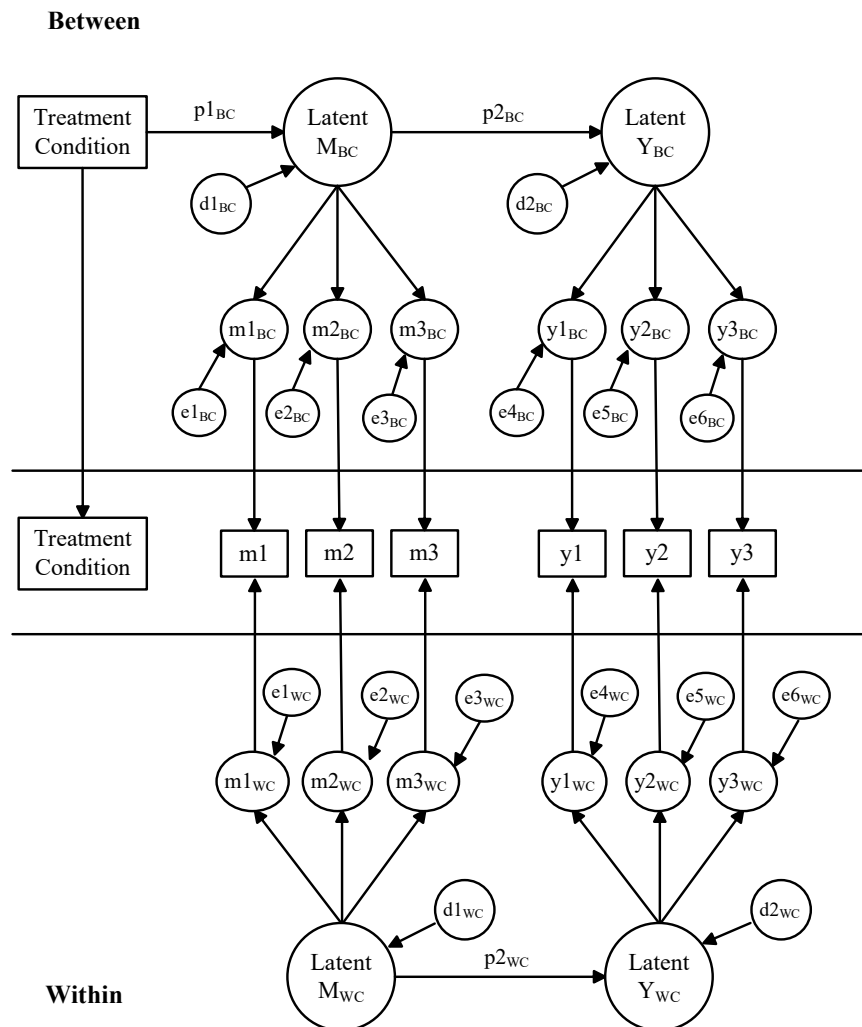 Between
Treatment
Condition
p1BC
Latent
MBC
p2BC
Latent
YBC
d1BC
d2BC
m1BC
m2BC
m3BC
y1BC
y2BC
y3BC
e1BC
e2BC
e3BC
e4BC
e5BC
e6BC
Treatment
Condition
m1
m2
m3
y1
y2
y3
e1WC
e2WC
e3WC
e4WC
e5WC
e6WC
m1WC
m2WC
m3WC
y1WC
y2WC
y3WC
d1WC
d2WC
Latent
MWC
p2WC
Latent
YWC
Within